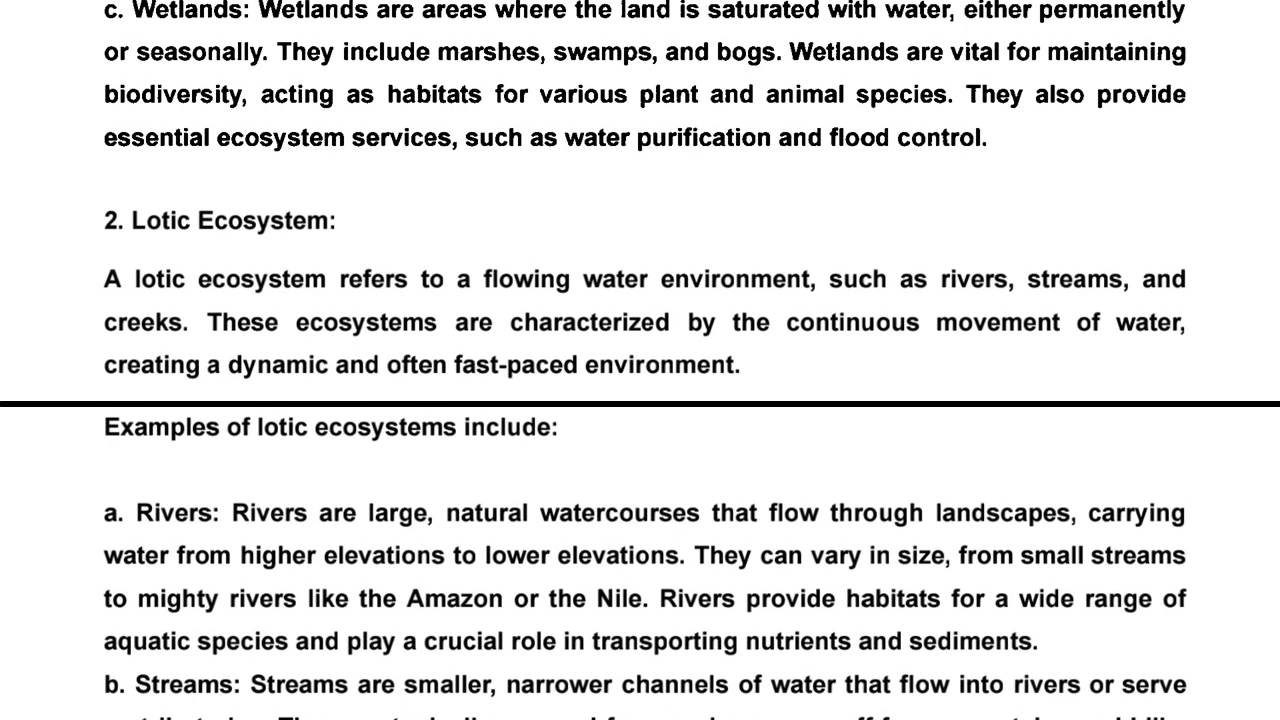 c. Wetlands: Wetlands are areas where the land is saturated with water, either permanently
or seasonally. They include marshes, swamps, and bogs. Wetlands are vital for maintaining
biodiversity, acting as habitats for various plant and animal species. They also provide
essential ecosystem services, such as water purification and flood control.
2. Lotic Ecosystem:
A lotic ecosystem refers to a flowing water environment, such as rivers, streams, and
creeks. These ecosystems are characterized by the continuous movement of water,
creating a dynamic and often fast-paced environment.
Examples of lotic ecosystems include:
a. Rivers: Rivers are large, natural watercourses that flow through landscapes, carrying
water from higher elevations to lower elevations. They can vary in size, from small streams
to mighty rivers like the Amazon or the Nile. Rivers provide habitats for a wide range of
aquatic species and play a crucial role in transporting nutrients and sediments.
b. Streams: Streams are smaller, narrower channels of water that flow into rivers or serve